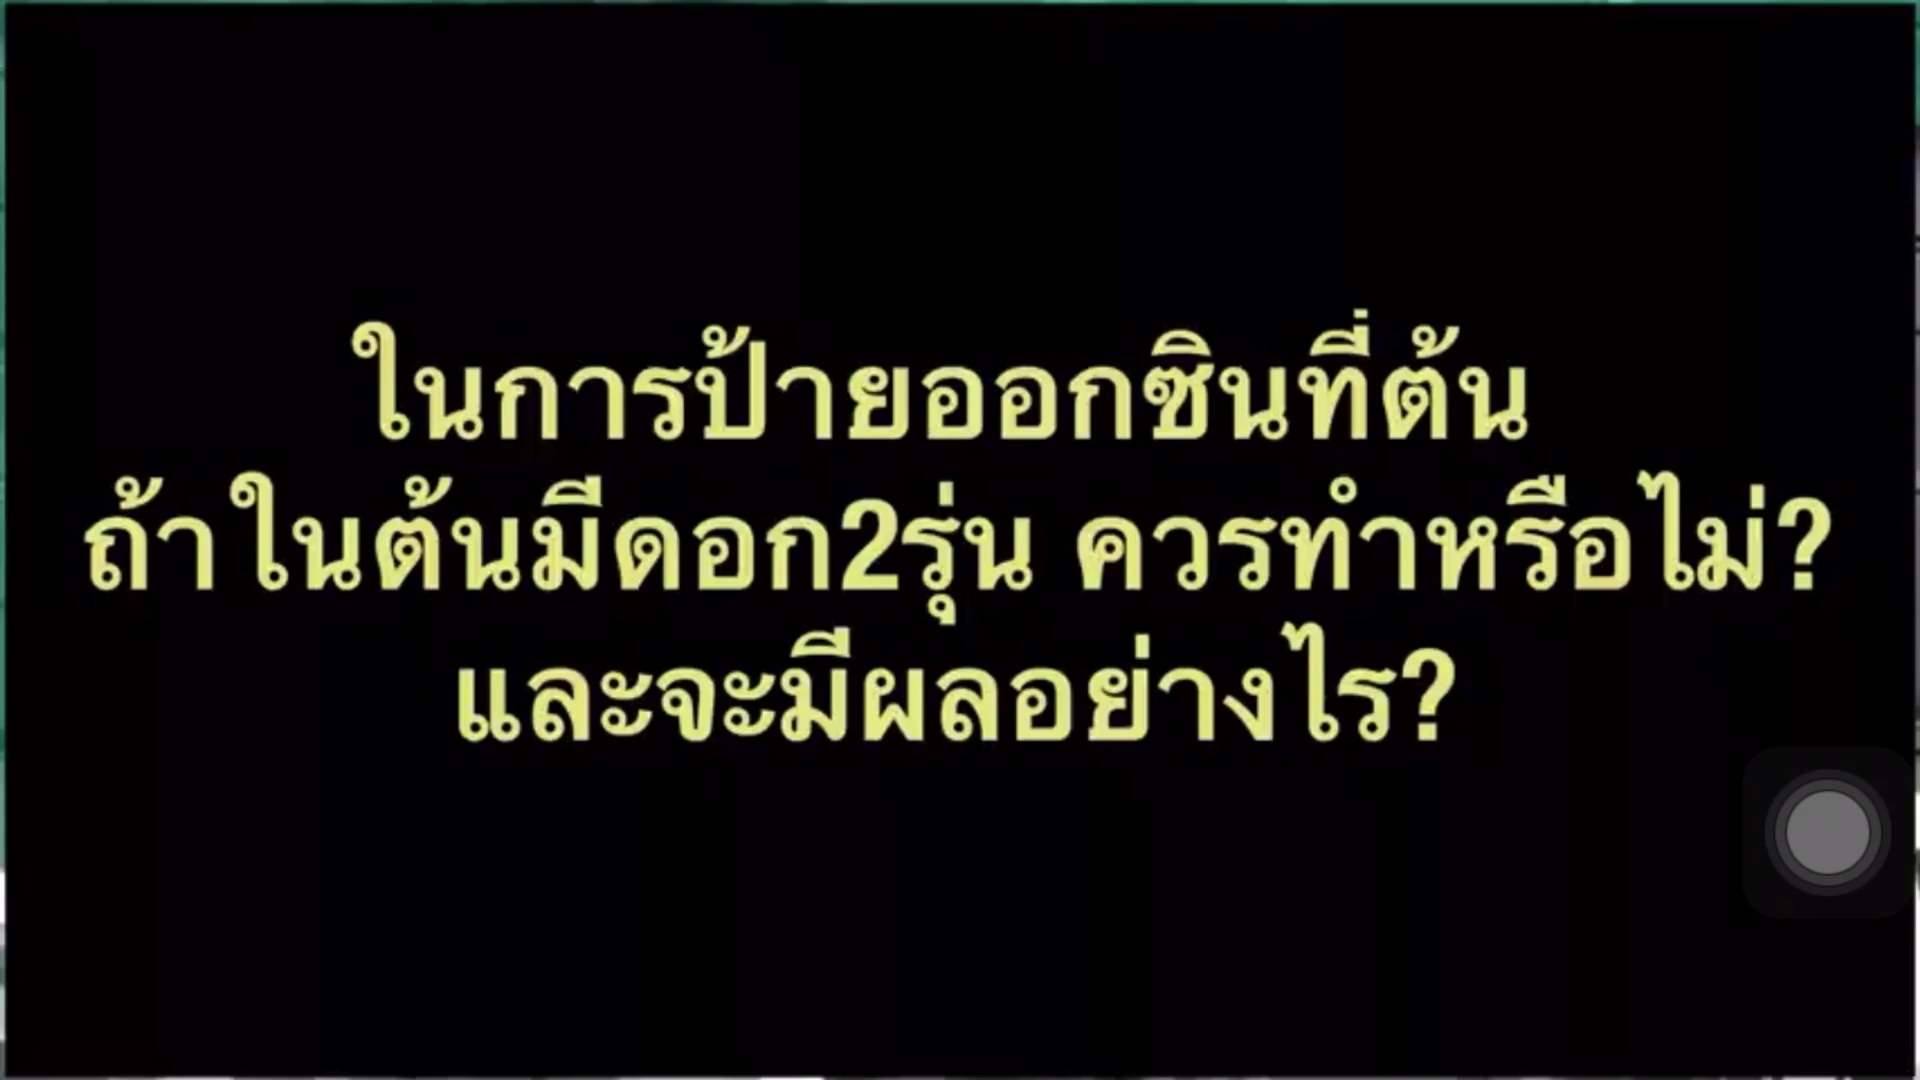 ในการป้ายออกซินที่ต้น
ถ้าในต้นมีดอก2รุ่น ควรทำหรือไม่?
และจะมีผลอย่างไร?